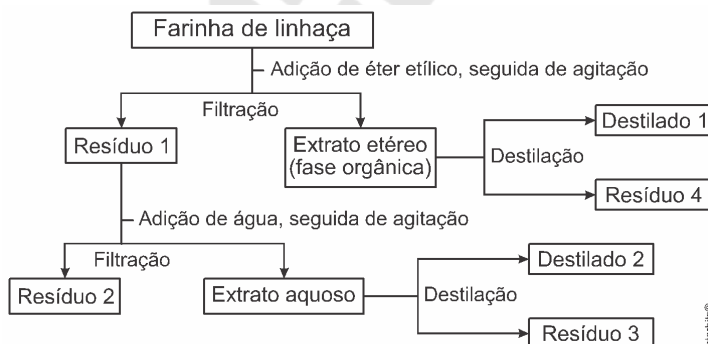 Farinha de linhaça
Adição de éter etílico, seguida de agitação
Filtração
Resíduo 1
Extrato etéreo
(fase orgânica)
Destilação
Destilado 1
Resíduo 4
Adição de água, seguida de agitação
Filtração
Resíduo 2
Extrato aquoso
Destilação
Destilado 2
Resíduo 3